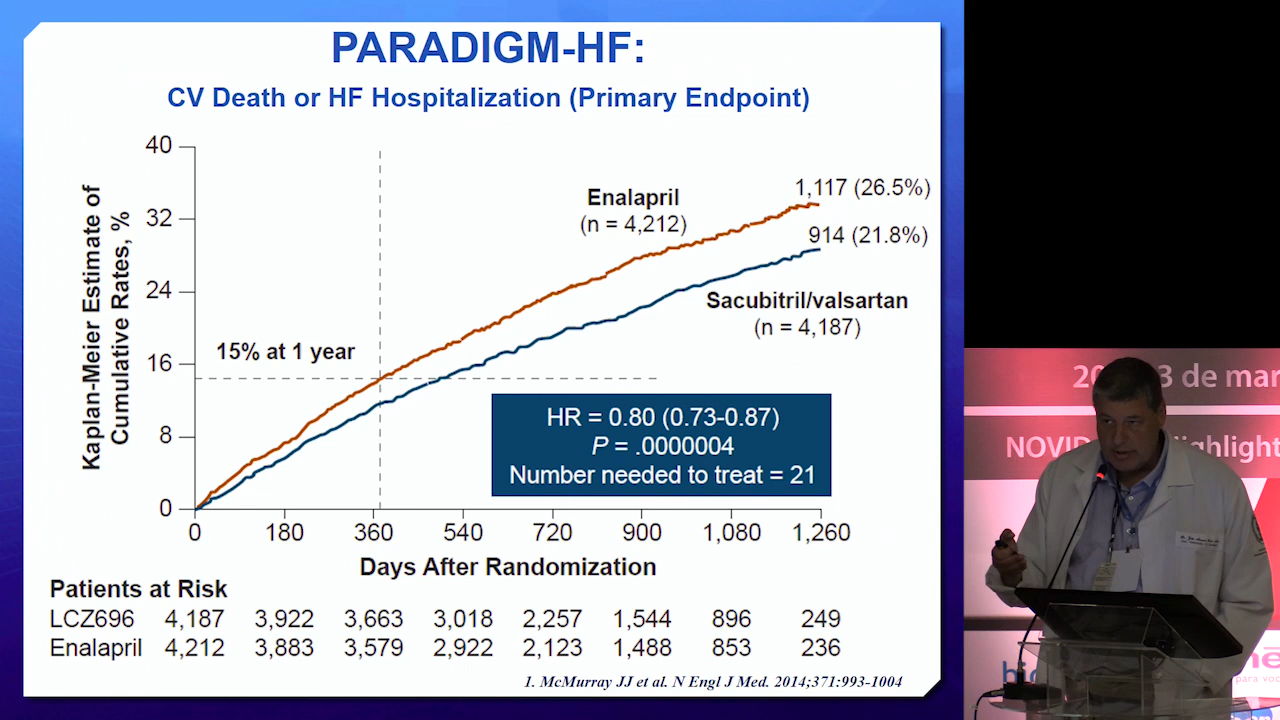 PARADIGM-HF:
CV Death or HF Hospitalization (Primary Endpoint)
Kaplan-Meier Estimate of
Cumulative Rates, %
40
32
24
16
8
0
Enalapril
(n = 4,212)
1,117 (26.5%)
914 (21.8%)
Sacubitril/valsartan
(n = 4,187)
15% at 1 year
HR = 0.80 (0.73-0.87)
P = .0000004
Number needed to treat = 21
0 180 360 540 720 900 1,080 1,260
Days After Randomization
Patients at Risk
LCZ696 4,187 3,922 3,663 3,018 2,257 1,544 896 249
Enalapril 4,212 3,883 3,579 2,922 2,123 1,488 853 236
1. McMurray JJ et al. N Engl J Med. 2014;371:993-1004
3 de mar
NOVID
ighlight
para voc